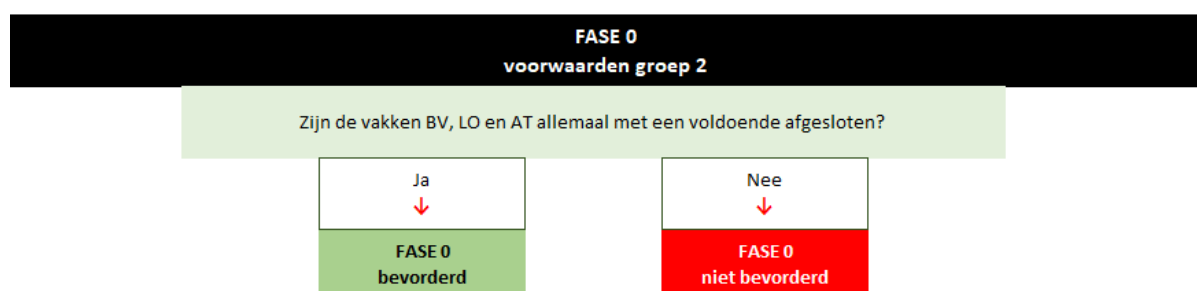 FASE 0
voorwaarden groep 2
Zijn de vakken BV, LO en AT allemaal met een voldoende afgesloten?
Ja
↓
Nee
↓
FASE 0
bevorderd
FASE 0
niet bevorderd